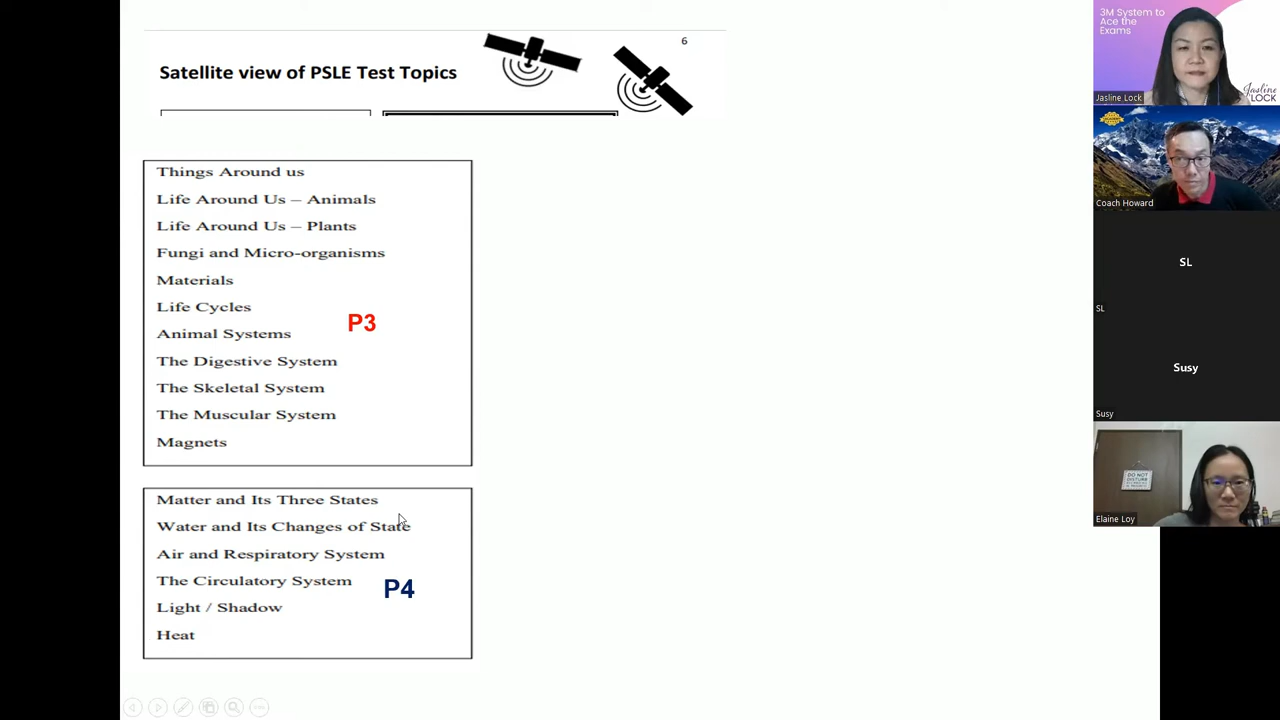 6
Satellite view of PSLE Test Topics
Things Around us
Life Around Us – Animals
Life Around Us – Plants
Fungi and Micro-organisms
Materials
Life Cycles
Animal Systems
The Digestive System
The Skeletal System
The Muscular System
Magnets
P3
Matter and Its Three States
Water and Its Changes of State
Air and Respiratory System
The Circulatory System
Light / Shadow
Heat
P4
3M System to
Ace the
Exams
Jasline
LOCK
Jasline Lock
Coach Howard
SL
SL
Susy
Susy
DO NOT
DISTURB
Elaine Loy